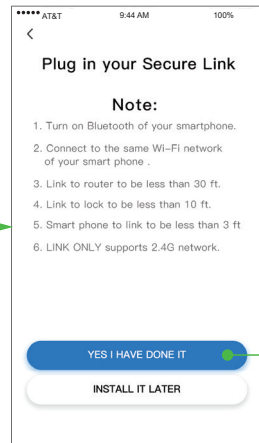 AT&T 9:44 AM 100%
Plug in your Secure Link
Note:
1. Turn on Bluetooth of your smartphone.
2. Connect to the same Wi-Fi network
of your smart phone .
3. Link to router to be less than 30 ft.
4. Link to lock to be less than 10 ft.
5. Smart phone to link to be less than 3 ft
6. LINK ONLY supports 2.4G network.
YES I HAVE DONE IT
INSTALL IT LATER